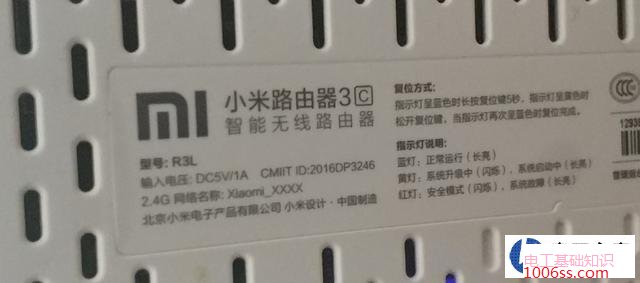 MI 小米路由器3C
智能无线路由器
型号: R3L
输入电压: DC5V/1A CMIIT ID:2016DP3246
2.4G 网络名称: Xiaomi_XXXX
北京小米电子产品有限公司 小米设计·中国制造
复位方式:
指示灯呈蓝色时长按复位键5秒, 指示灯呈黄色时
松开复位键, 当指示灯再次呈蓝色时复位完成。
指示灯说明:
蓝灯: 正常运行（长亮）
黄灯: 系统升级中（闪烁）, 系统启动中（长亮）
红灯: 安全模式（闪烁）, 系统故障（长亮）
CCC
电工基础知识
1006ss.com